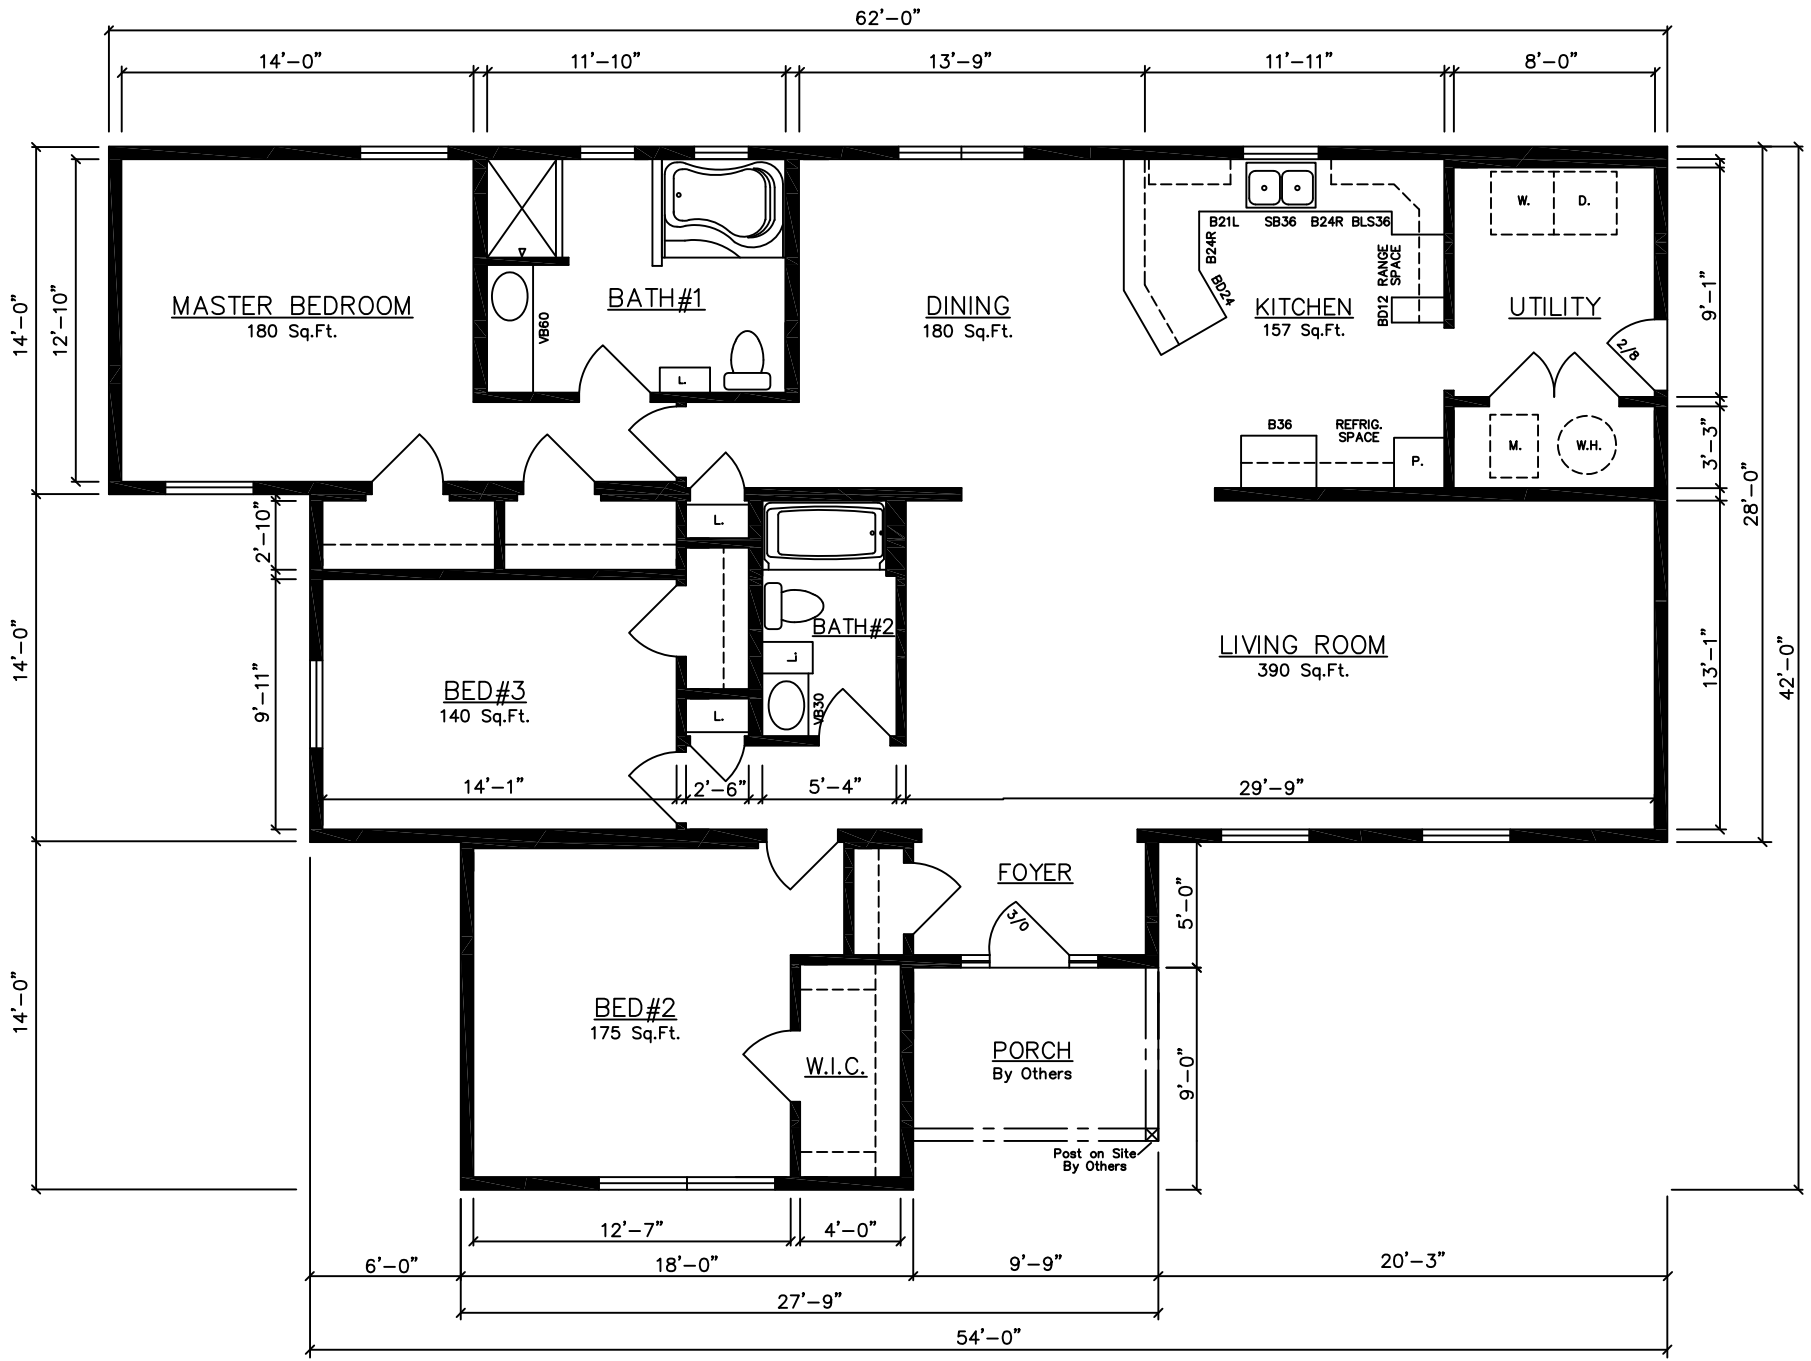 62'-0"
14'-0"
11'-10"
13'-9"
11'-11"
8'-0"
W.
D.
B21L
SB36
B24R
BLS36
B24R
BD24
RANGE
SPACE
BD12
MASTER BEDROOM
180 Sq.Ft.
BATH#1
VB60
L.
DINING
180 Sq.Ft.
KITCHEN
157 Sq.Ft.
UTILITY
2/8
9'-1"
14'-0"
12'-10"
B36
REFRIG.
SPACE
P.
M.
W.H.
3'-3"
28'-0"
2'-10"
L.
BATH#2
L.
VB30
L.
LIVING ROOM
390 Sq.Ft.
13'-1"
42'-0"
14'-0"
9'-11"
BED#3
140 Sq.Ft.
14'-1"
2'-6"
5'-4"
29'-9"
FOYER
3/0
5'-0"
14'-0"
BED#2
175 Sq.Ft.
W.I.C.
PORCH
By Others
9'-0"
Post on Site
By Others
12'-7"
4'-0"
6'-0"
18'-0"
9'-9"
20'-3"
27'-9"
54'-0"